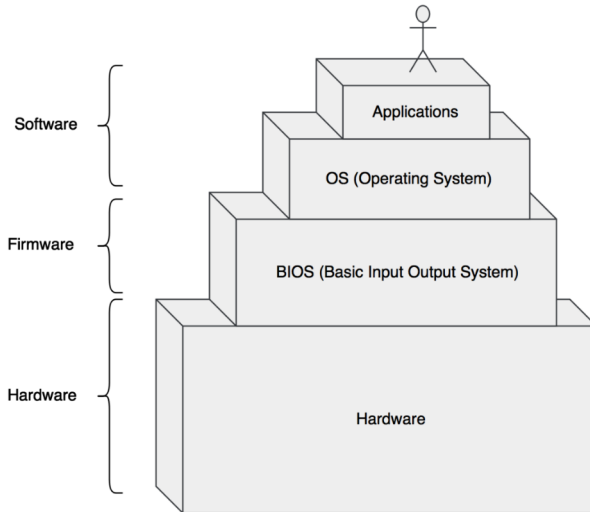 Applications
Software
OS (Operating System)
Firmware
BIOS (Basic Input Output System)
Hardware
Hardware